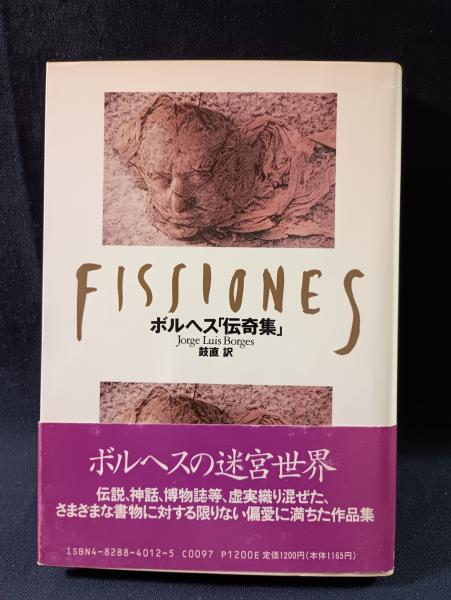 FISSIONES
ボルヘス「伝奇集」
Jorge Luis Borges
鼓直 訳
ボルヘスの迷宮世界
伝説、神話、博物誌等、虚実織り混ぜた、
さまざまな書物に対する限りない偏愛に満ちた作品集
ISBN4-8288-4012-5 C0097 P1200E 定価1200円(本体1165円)